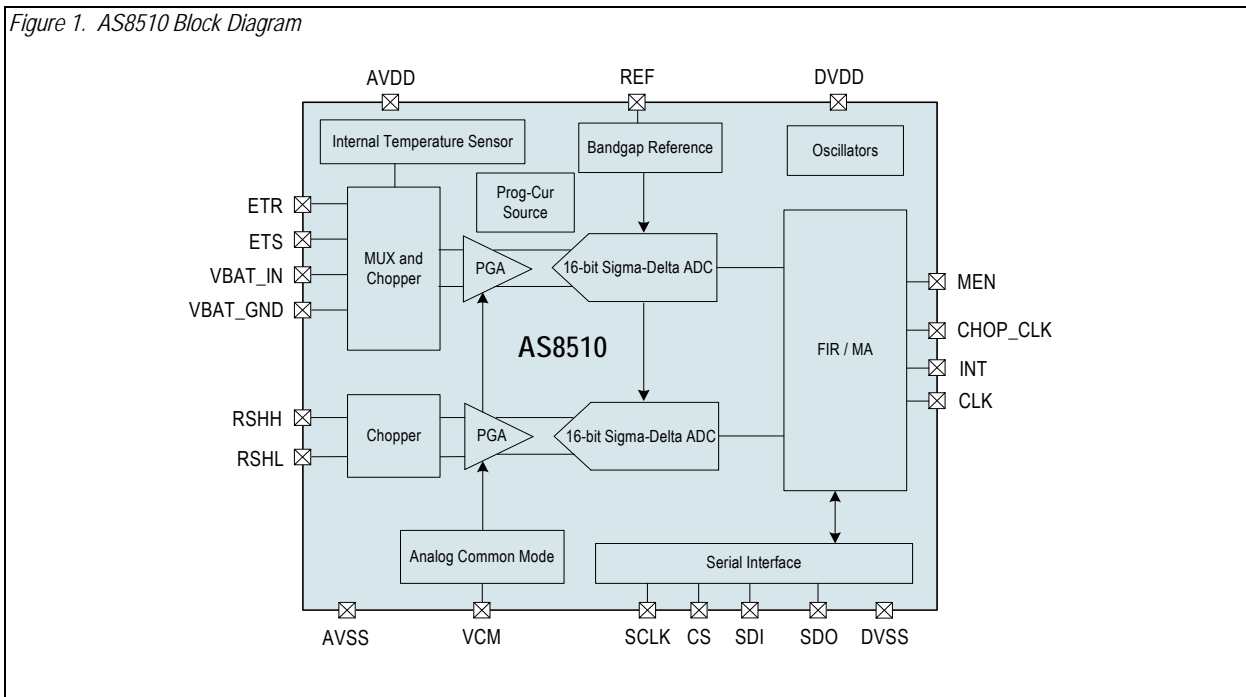 Figure 1. AS8510 Block Diagram
AVDD
REF
DVDD
Internal Temperature Sensor
Bandgap Reference
Oscillators
Prog-Cur
Source
ETR
ETS
VBAT_IN
VBAT_GND
MUX and
Chopper
PGA
16-bit Sigma-Delta ADC
MEN
CHOP_CLK
INT
CLK
FIR / MA
AS8510
RSHH
RSHL
Chopper
PGA
16-bit Sigma-Delta ADC
Analog Common Mode
Serial Interface
AVSS
VCM
SCLK
CS
SDI
SDO
DVSS